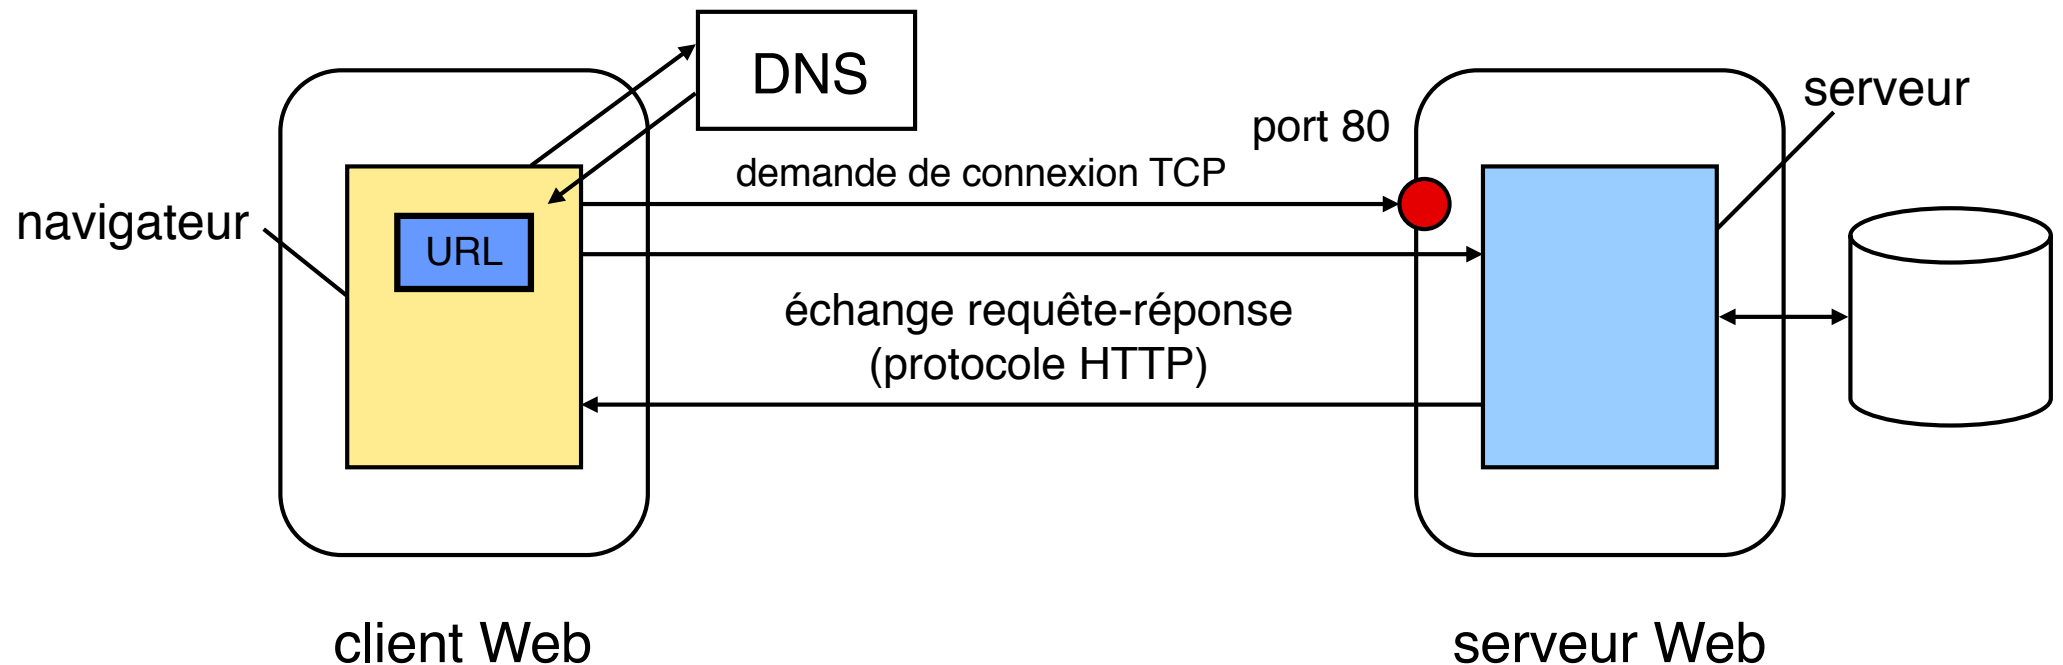 DNS
serveur
port 80
demande de connexion TCP
navigateur
URL
échange requête-réponse
(protocole HTTP)
client Web
serveur Web